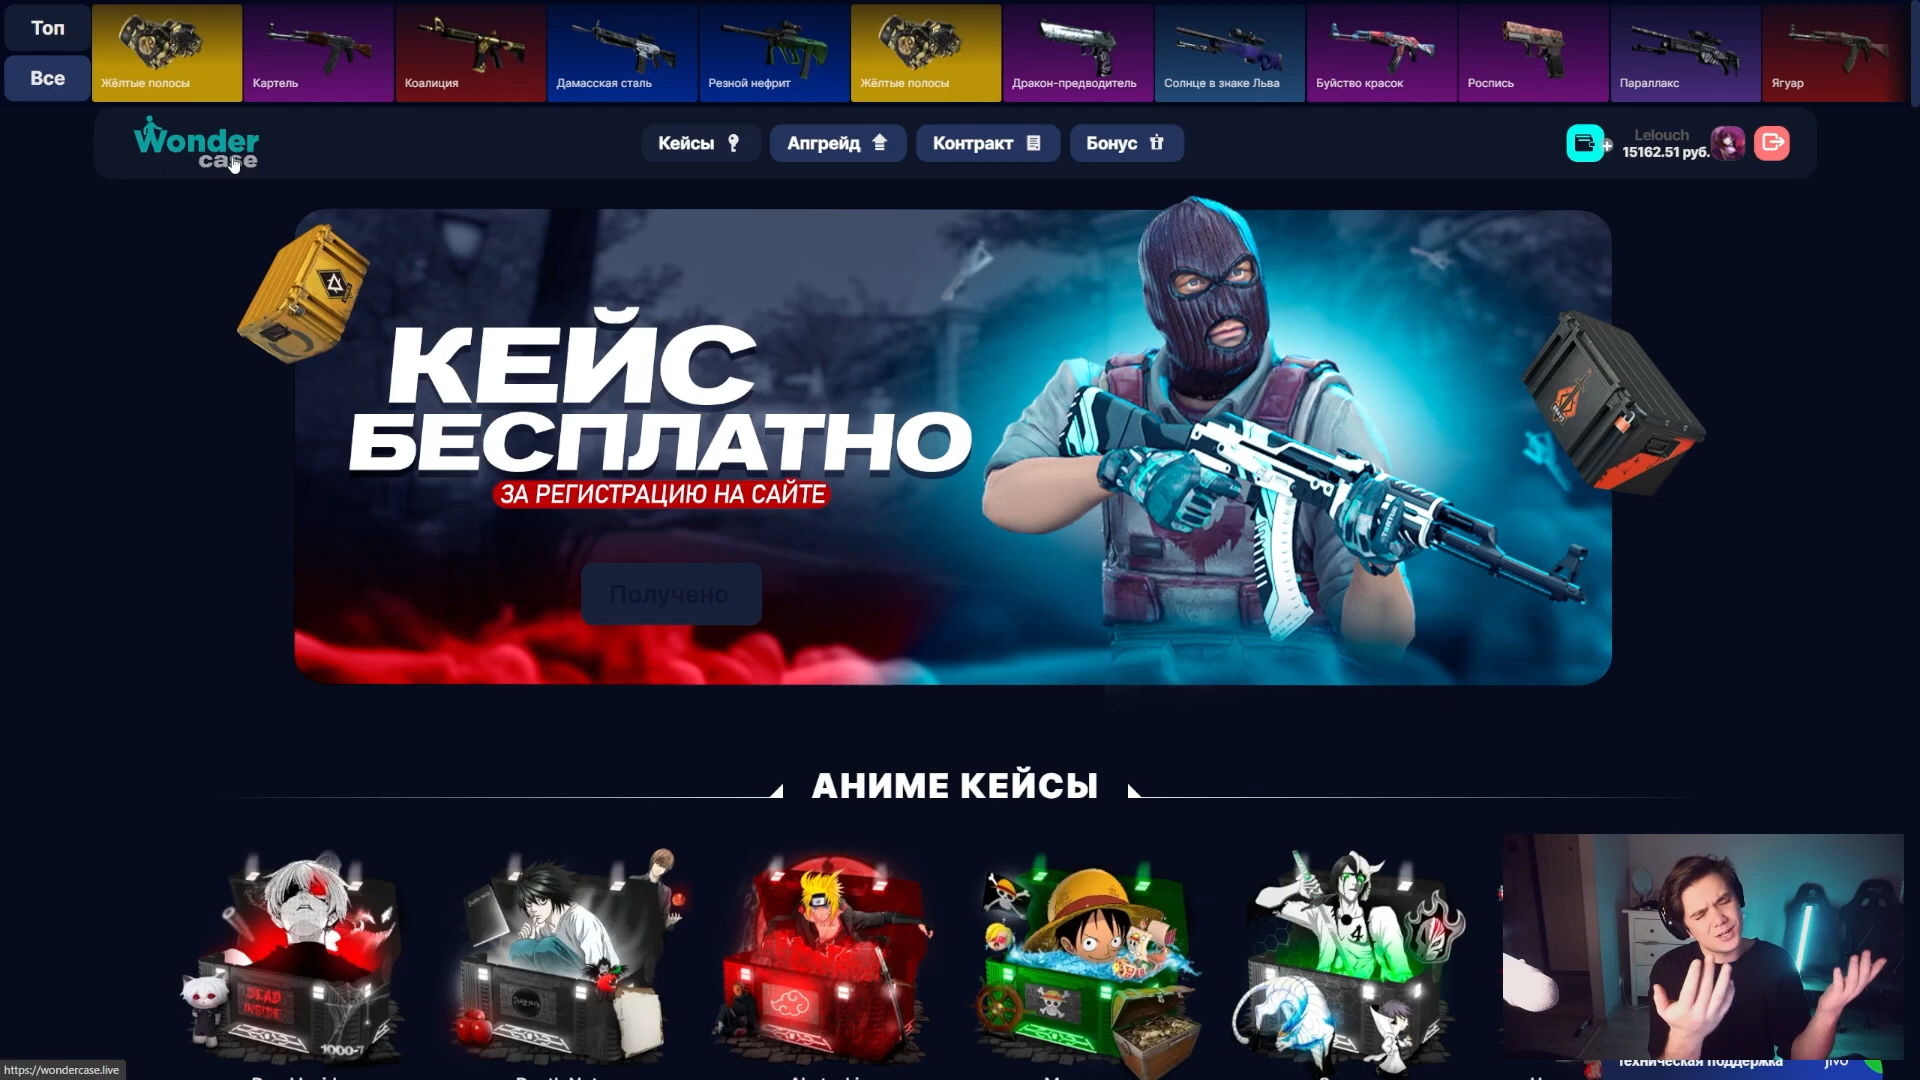 Топ
Все
Жёлтые полосы
Картель
Коалиция
Дамасская сталь
Резной нефрит
Жёлтые полосы
Дракон-предводитель
Солнце в знаке Льва
Буйство красок
Роспись
Параллакс
Ягуар
Wonder
case
Кейсы
Апгрейд
Контракт
Бонус
Lelouch
15162.51 руб.
КЕЙС
БЕСПЛАТНО
ЗА РЕГИСТРАЦИЮ НА САЙТЕ
Получено
АНИМЕ КЕЙСЫ
DEAD
INSIDE
1000-7
4
Техническая поддержка
jivo
https://wondercase.live